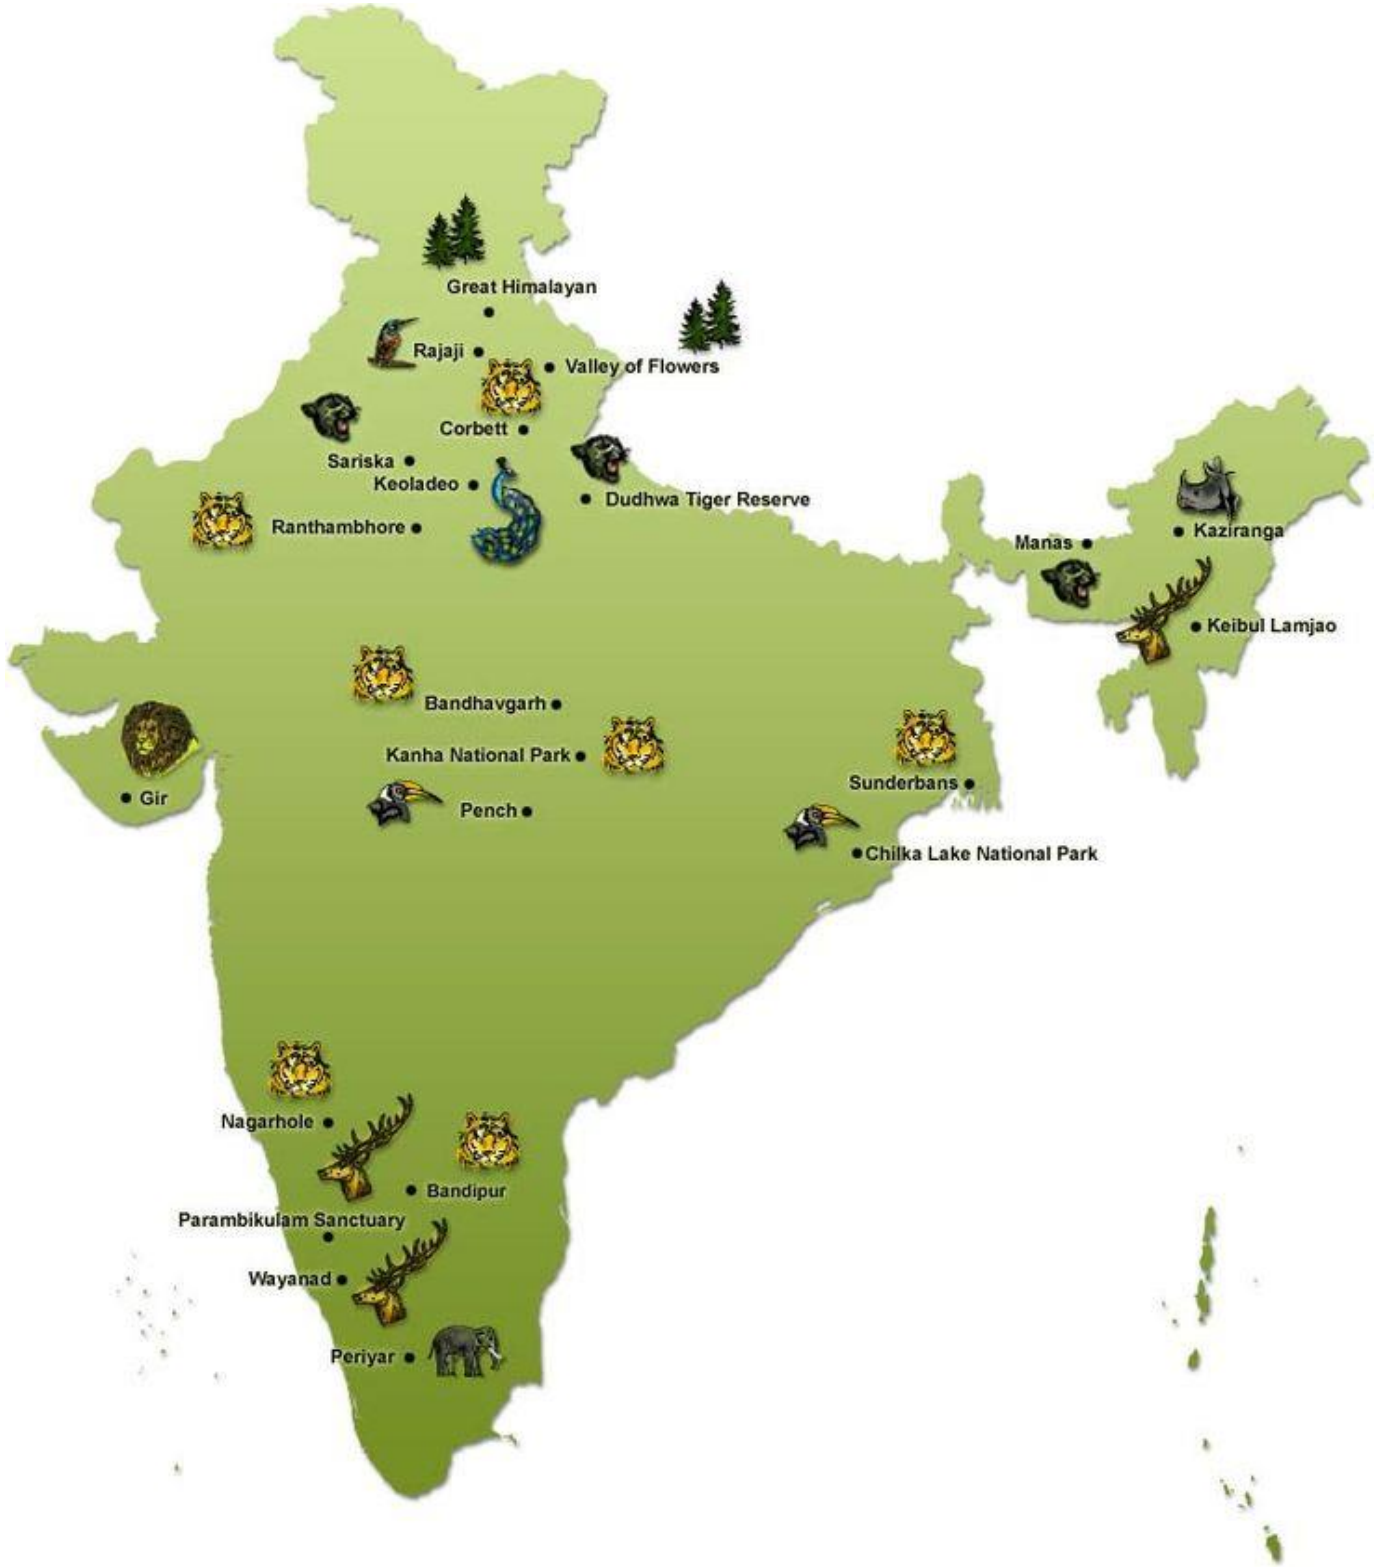 Great Himalayan
Rajaji
Valley of Flowers
Corbett
Sariska
Keoladeo
Dudhwa Tiger Reserve
Ranthambhore
Kaziranga
Manas
Keibul Lamjao
Bandhavgarh
Kanha National Park
Sunderbans
Gir
Pench
Chilka Lake National Park
Nagarhole
Bandipur
Parambikulam Sanctuary
Wayanad
Periyar